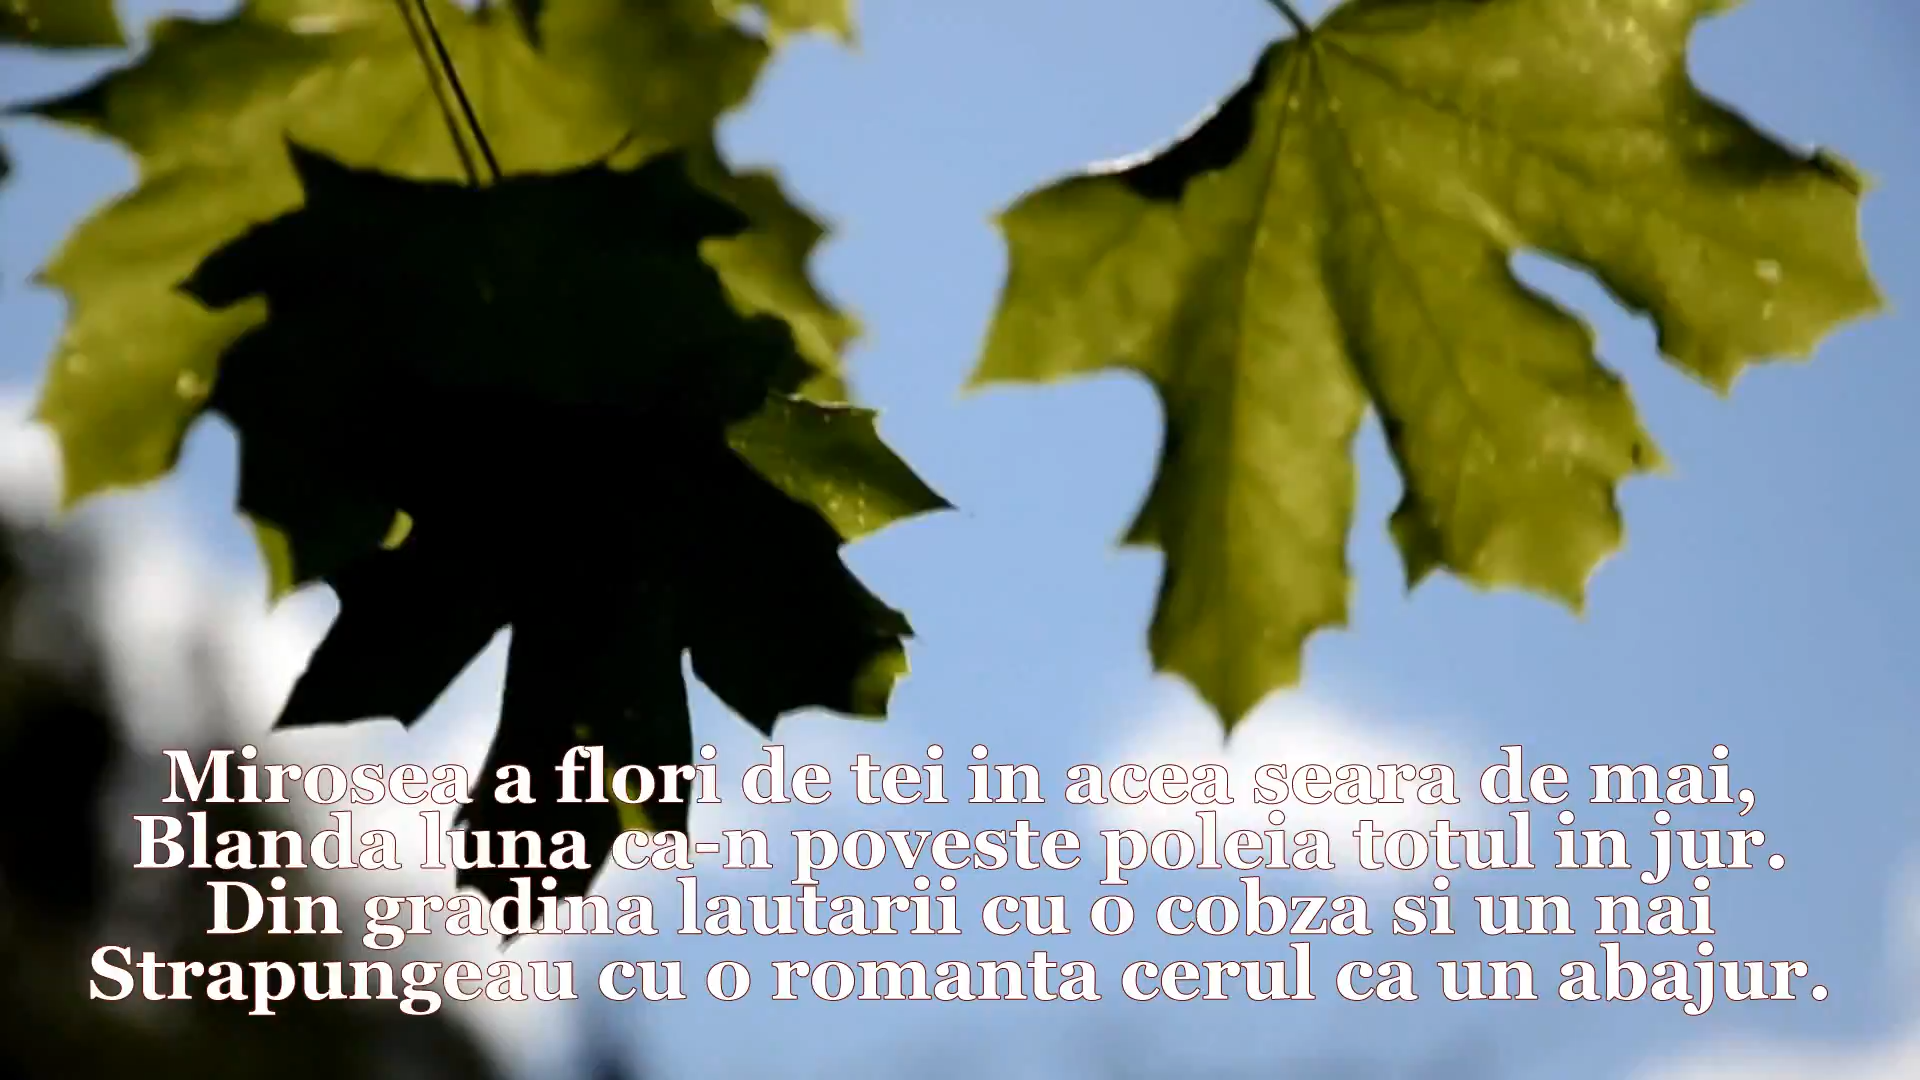 Mirosea a flori de tei in acea seara de mai,
Blanda luna ca-n poveste poleia totul in jur.
Din gradina lautarii cu o cobza si un nai
Strapungeau cu o romanta cerul ca un abajur.